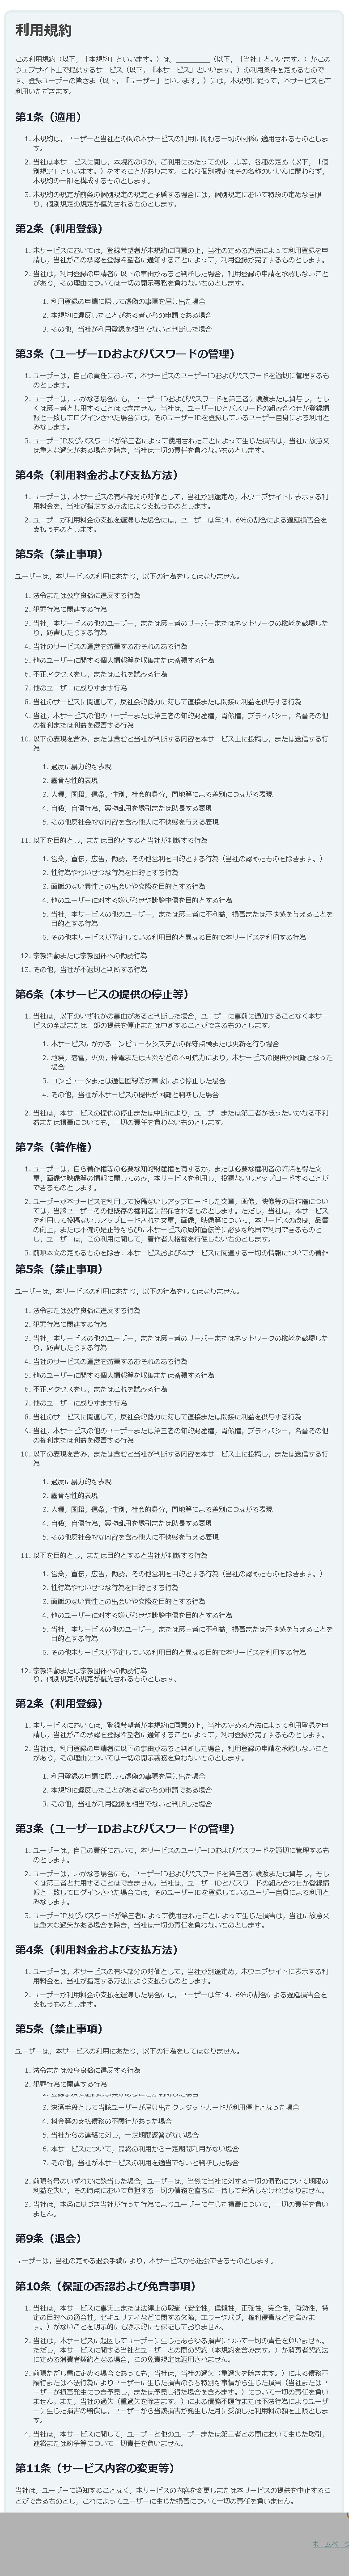 利用規約
この利用規約（以下，「本規約」といいます。）は，＿＿＿＿＿（以下，「当社」といいます。）がこの
ウェブサイト上で提供するサービス（以下，「本サービス」といいます。）の利用条件を定めるもので
す。登録ユーザーの皆さま（以下，「ユーザー」といいます。）には，本規約に従って，本サービスをご
利用いただきます。
第1条（適用）
1. 本規約は，ユーザーと当社との間の本サービスの利用に関わる一切の関係に適用されるものとしま
す。
2. 当社は本サービスに関し，本規約のほか，ご利用にあたってのルール等，各種の定め（以下，「個
別規定」といいます。）をすることがあります。これら個別規定はその名称のいかんに関わらず，
本規約の一部を構成するものとします。
3. 本規約の規定が前条の個別規定の規定と矛盾する場合には，個別規定において特段の定めなき限
り，個別規定の規定が優先されるものとします。
第2条（利用登録）
1. 本サービスにおいては，登録希望者が本規約に同意の上，当社の定める方法によって利用登録を申
請し，当社がこの承認を登録希望者に通知することによって，利用登録が完了するものとします。
2. 当社は，利用登録の申請者に以下の事由があると判断した場合，利用登録の申請を承認しないこと
があり，その理由については一切の開示義務を負わないものとします。
1. 利用登録の申請に際して虚偽の事項を届け出た場合
2. 本規約に違反したことがある者からの申請である場合
3. その他，当社が利用登録を相当でないと判断した場合
第3条（ユーザーIDおよびパスワードの管理）
1. ユーザーは，自己の責任において，本サービスのユーザーIDおよびパスワードを適切に管理するも
のとします。
2. ユーザーは，いかなる場合にも，ユーザーIDおよびパスワードを第三者に譲渡または貸与し，もし
くは第三者と共用することはできません。当社は，ユーザーIDとパスワードの組み合わせが登録情
報と一致してログインされた場合には，そのユーザーIDを登録しているユーザー自身による利用と
みなします。
3. ユーザーID及びパスワードが第三者によって使用されたことによって生じた損害は，当社に故意又
は重大な過失がある場合を除き，当社は一切の責任を負わないものとします。
第4条（利用料金および支払方法）
1. ユーザーは，本サービスの有料部分の対価として，当社が別途定め，本ウェブサイトに表示する利
用料金を，当社が指定する方法により支払うものとします。
2. ユーザーが利用料金の支払を遅滞した場合には，ユーザーは年14．6％の割合による遅延損害金を
支払うものとします。
第5条（禁止事項）
ユーザーは，本サービスの利用にあたり，以下の行為をしてはなりません。
1. 法令または公序良俗に違反する行為
2. 犯罪行為に関連する行為
3. 当社，本サービスの他のユーザー，または第三者のサーバーまたはネットワークの機能を破壊した
り，妨害したりする行為
4. 当社のサービスの運営を妨害するおそれのある行為
5. 他のユーザーに関する個人情報等を収集または蓄積する行為
6. 不正アクセスをし，またはこれを試みる行為
7. 他のユーザーに成りすます行為
8. 当社のサービスに関連して，反社会的勢力に対して直接または間接に利益を供与する行為
9. 当社，本サービスの他のユーザーまたは第三者の知的財産権，肖像権，プライバシー，名誉その他
の権利または利益を侵害する行為
10. 以下の表現を含み，または含むと当社が判断する内容を本サービス上に投稿し，または送信する行
為
1. 過度に暴力的な表現
2. 露骨な性的表現
3. 人種，国籍，信条，性別，社会的身分，門地等による差別につながる表現
4. 自殺，自傷行為，薬物乱用を誘引または助長する表現
5. その他反社会的な内容を含み他人に不快感を与える表現
11. 以下を目的とし，または目的とすると当社が判断する行為
1. 営業，宣伝，広告，勧誘，その他営利を目的とする行為（当社の認めたものを除きます。）
2. 性行為やわいせつな行為を目的とする行為
3. 面識のない異性との出会いや交際を目的とする行為
4. 他のユーザーに対する嫌がらせや誹謗中傷を目的とする行為
5. 当社，本サービスの他のユーザー，または第三者に不利益，損害または不快感を与えることを
目的とする行為
6. その他本サービスが予定している利用目的と異なる目的で本サービスを利用する行為
12. 宗教活動または宗教団体への勧誘行為
13. その他，当社が不適切と判断する行為
第6条（本サービスの提供の停止等）
1. 当社は，以下のいずれかの事由があると判断した場合，ユーザーに事前に通知することなく本サー
ビスの全部または一部の提供を停止または中断することができるものとします。
1. 本サービスにかかるコンピュータシステムの保守点検または更新を行う場合
2. 地震，落雷，火災，停電または天災などの不可抗力により，本サービスの提供が困難となった
場合
3. コンピュータまたは通信回線等が事故により停止した場合
4. その他，当社が本サービスの提供が困難と判断した場合
2. 当社は，本サービスの提供の停止または中断により，ユーザーまたは第三者が被ったいかなる不利
益または損害についても，一切の責任を負わないものとします。
第7条（著作権）
1. ユーザーは，自ら著作権等の必要な知的財産権を有するか，または必要な権利者の許諾を得た文
章，画像や映像等の情報に関してのみ，本サービスを利用し，投稿ないしアップロードすることが
できるものとします。
2. ユーザーが本サービスを利用して投稿ないしアップロードした文章，画像，映像等の著作権につい
ては，当該ユーザーその他既存の権利者に留保されるものとします。ただし，当社は，本サービス
を利用して投稿ないしアップロードされた文章，画像，映像等について，本サービスの改良，品質
の向上，または不備の是正等ならびに本サービスの周知宣伝等に必要な範囲で利用できるものと
し，ユーザーは，この利用に関して，著作者人格権を行使しないものとします。
3. 前項本文の定めるものを除き，本サービスおよび本サービスに関連する一切の情報についての著作
第5条（禁止事項）
ユーザーは，本サービスの利用にあたり，以下の行為をしてはなりません。
1. 法令または公序良俗に違反する行為
2. 犯罪行為に関連する行為
3. 当社，本サービスの他のユーザー，または第三者のサーバーまたはネットワークの機能を破壊した
り，妨害したりする行為
4. 当社のサービスの運営を妨害するおそれのある行為
5. 他のユーザーに関する個人情報等を収集または蓄積する行為
6. 不正アクセスをし，またはこれを試みる行為
7. 他のユーザーに成りすます行為
8. 当社のサービスに関連して，反社会的勢力に対して直接または間接に利益を供与する行為
9. 当社，本サービスの他のユーザーまたは第三者の知的財産権，肖像権，プライバシー，名誉その他
の権利または利益を侵害する行為
10. 以下の表現を含み，または含むと当社が判断する内容を本サービス上に投稿し，または送信する行
為
1. 過度に暴力的な表現
2. 露骨な性的表現
3. 人種，国籍，信条，性別，社会的身分，門地等による差別につながる表現
4. 自殺，自傷行為，薬物乱用を誘引または助長する表現
5. その他反社会的な内容を含み他人に不快感を与える表現
11. 以下を目的とし，または目的とすると当社が判断する行為
1. 営業，宣伝，広告，勧誘，その他営利を目的とする行為（当社の認めたものを除きます。）
2. 性行為やわいせつな行為を目的とする行為
3. 面識のない異性との出会いや交際を目的とする行為
4. 他のユーザーに対する嫌がらせや誹謗中傷を目的とする行為
5. 当社，本サービスの他のユーザー，または第三者に不利益，損害または不快感を与えることを
目的とする行為
6. その他本サービスが予定している利用目的と異なる目的で本サービスを利用する行為
12. 宗教活動または宗教団体への勧誘行為
り，個別規定の規定が優先されるものとします。
第2条（利用登録）
1. 本サービスにおいては，登録希望者が本規約に同意の上，当社の定める方法によって利用登録を申
請し，当社がこの承認を登録希望者に通知することによって，利用登録が完了するものとします。
2. 当社は，利用登録の申請者に以下の事由があると判断した場合，利用登録の申請を承認しないこと
があり，その理由については一切の開示義務を負わないものとします。
1. 利用登録の申請に際して虚偽の事項を届け出た場合
2. 本規約に違反したことがある者からの申請である場合
3. その他，当社が利用登録を相当でないと判断した場合
第3条（ユーザーIDおよびパスワードの管理）
1. ユーザーは，自己の責任において，本サービスのユーザーIDおよびパスワードを適切に管理するも
のとします。
2. ユーザーは，いかなる場合にも，ユーザーIDおよびパスワードを第三者に譲渡または貸与し，もし
くは第三者と共用することはできません。当社は，ユーザーIDとパスワードの組み合わせが登録情
報と一致してログインされた場合には，そのユーザーIDを登録しているユーザー自身による利用と
みなします。
3. ユーザーID及びパスワードが第三者によって使用されたことによって生じた損害は，当社に故意又
は重大な過失がある場合を除き，当社は一切の責任を負わないものとします。
第4条（利用料金および支払方法）
1. ユーザーは，本サービスの有料部分の対価として，当社が別途定め，本ウェブサイトに表示する利
用料金を，当社が指定する方法により支払うものとします。
2. ユーザーが利用料金の支払を遅滞した場合には，ユーザーは年14．6％の割合による遅延損害金を
支払うものとします。
第5条（禁止事項）
ユーザーは，本サービスの利用にあたり，以下の行為をしてはなりません。
1. 法令または公序良俗に違反する行為
2. 犯罪行為に関連する行為
2. 登録事項に虚偽の事実があることが判明した場合
3. 決済手段として当該ユーザーが届け出たクレジットカードが利用停止となった場合
4. 料金等の支払債務の不履行があった場合
5. 当社からの連絡に対し，一定期間返答がない場合
6. 本サービスについて，最終の利用から一定期間利用がない場合
7. その他，当社が本サービスの利用を適当でないと判断した場合
2. 前項各号のいずれかに該当した場合，ユーザーは，当然に当社に対する一切の債務について期限の
利益を失い，その時点において負担する一切の債務を直ちに一括して弁済しなければなりません。
3. 当社は，本条に基づき当社が行った行為によりユーザーに生じた損害について，一切の責任を負い
ません。
第9条（退会）
ユーザーは，当社の定める退会手続により，本サービスから退会できるものとします。
第10条（保証の否認および免責事項）
1. 当社は，本サービスに事実上または法律上の瑕疵（安全性，信頼性，正確性，完全性，有効性，特
定の目的への適合性，セキュリティなどに関する欠陥，エラーやバグ，権利侵害などを含みま
す。）がないことを明示的にも黙示的にも保証しておりません。
2. 当社は，本サービスに起因してユーザーに生じたあらゆる損害について一切の責任を負いません。
ただし，本サービスに関する当社とユーザーとの間の契約（本規約を含みます。）が消費者契約法
に定める消費者契約となる場合，この免責規定は適用されません。
3. 前項ただし書に定める場合であっても，当社は，当社の過失（重過失を除きます。）による債務不
履行または不法行為によりユーザーに生じた損害のうち特別な事情から生じた損害（当社またはユ
ーザーが損害発生につき予見し，または予見し得た場合を含みます。）について一切の責任を負い
ません。また，当社の過失（重過失を除きます。）による債務不履行または不法行為によりユーザ
ーに生じた損害の賠償は，ユーザーから当該損害が発生した月に受領した利用料の額を上限としま
す。
4. 当社は，本サービスに関して，ユーザーと他のユーザーまたは第三者との間において生じた取引，
連絡または紛争等について一切責任を負いません。
第11条（サービス内容の変更等）
当社は，ユーザーに通知することなく，本サービスの内容を変更しまたは本サービスの提供を中止するこ
とができるものとし，これによってユーザーに生じた損害について一切の責任を負いません。
ホームページ